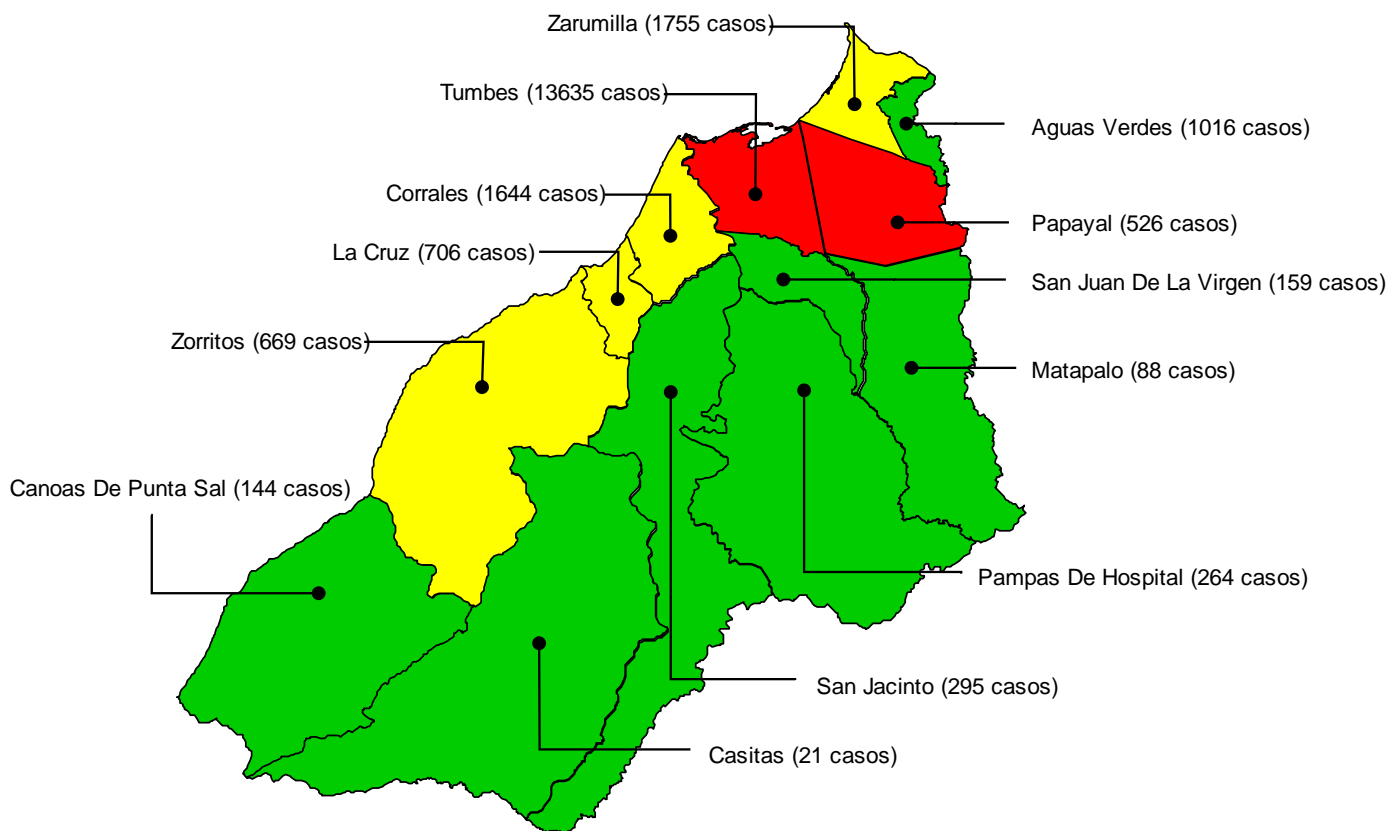 Zarumilla (1755 casos)
Tumbes (13635 casos)
Aguas Verdes (1016 casos)
Corrales (1644 casos)
Papayal (526 casos)
La Cruz (706 casos)
San Juan De La Virgen (159 casos)
Zorritos (669 casos)
Matapalo (88 casos)
Canoas De Punta Sal (144 casos)
Pampas De Hospital (264 casos)
San Jacinto (295 casos)
Casitas (21 casos)